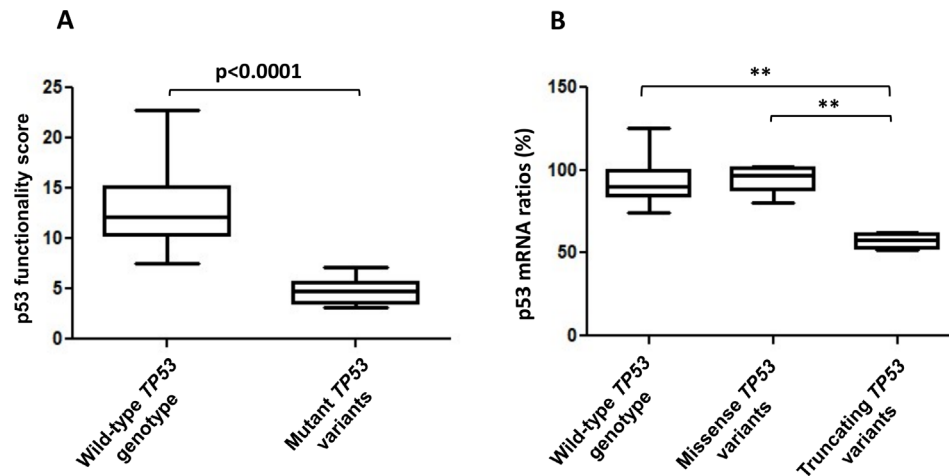 A
p<0.0001
p53 functionality score
25
20
15
10
5
0
Wild-type TP53
genotype
Mutant TP53
variants
B
**
**
p53 mRNA ratios (%)
150
100
50
0
Wild-type TP53
genotype
Missense TP53
variants
Truncating TP53
variants